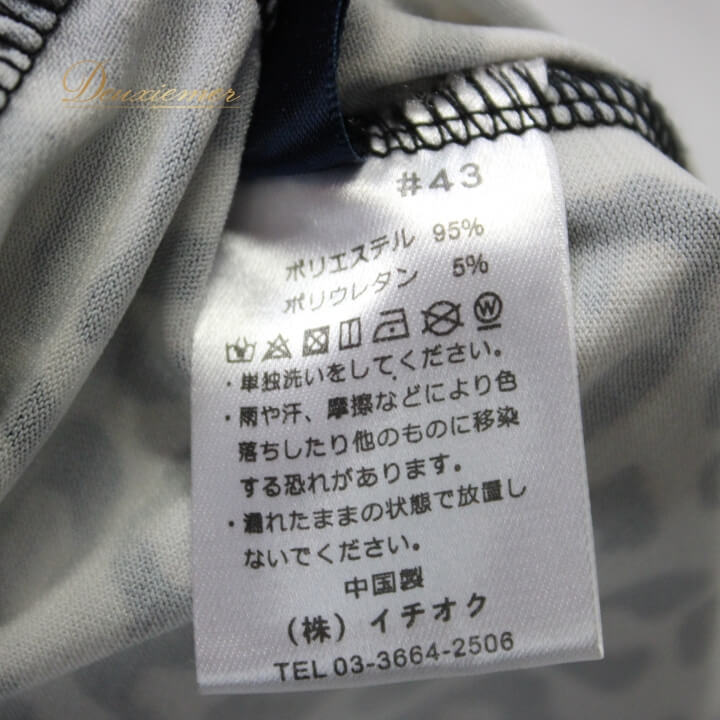 Duixiemer
#43
ポリエステル 95%
ポリウレタン 5%
・単独洗いをしてください。
・雨や汗、摩擦などにより色
落ちしたり他のものに移染
する恐れがあります。
・濡れたままの状態で放置し
ないでください。
中国製
（株）イチオク
TEL 03-3664-2506